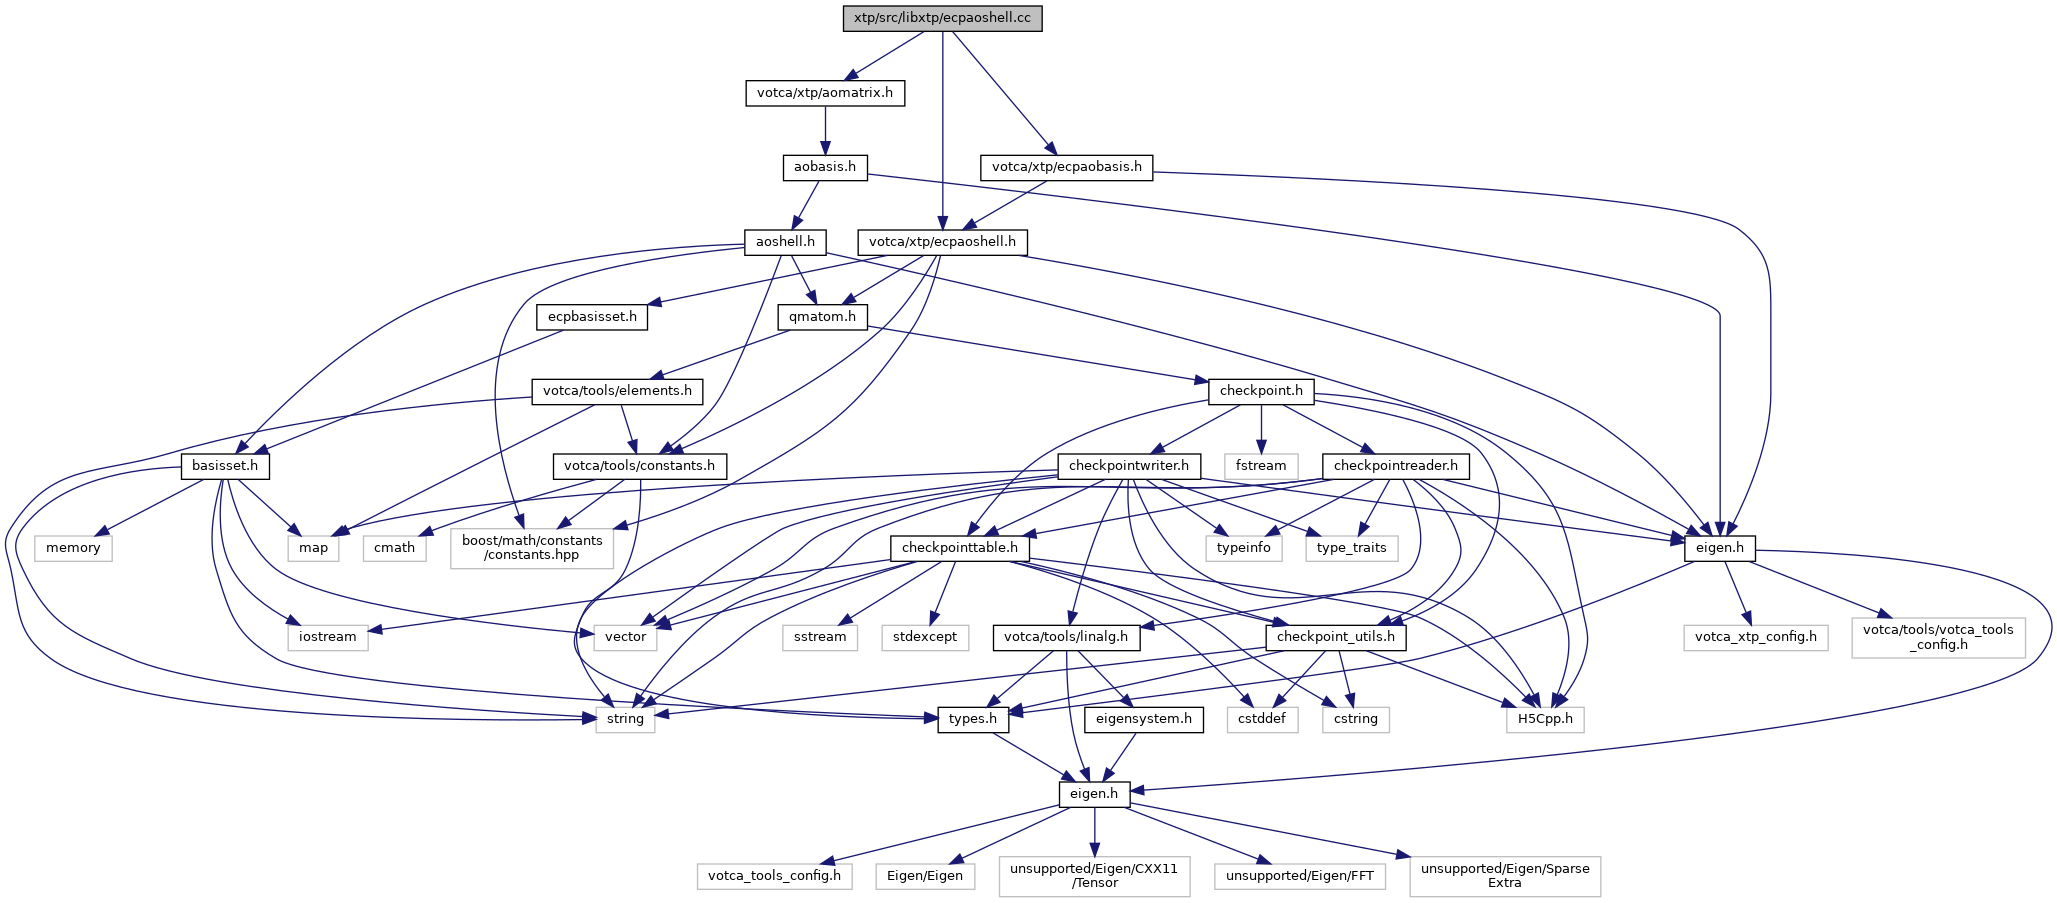 xtp/src/libxtp/ecpaoshell.cc
votca/xtp/aomatrix.h
aobasis.h
votca/xtp/ecpaobasis.h
aoshell.h
votca/xtp/ecpaoshell.h
ecpbasisset.h
qmatom.h
votca/tools/elements.h
checkpoint.h
basisset.h
votca/tools/constants.h
checkpointwriter.h
fstream
checkpointreader.h
memory
map
cmath
boost/math/constants
/constants.hpp
checkpointtable.h
typeinfo
type_traits
eigen.h
iostream
vector
sstream
stdexcept
votca/tools/linalg.h
checkpoint_utils.h
votca_xtp_config.h
votca/tools/votca_tools
_config.h
string
types.h
eigensystem.h
cstddef
cstring
H5Cpp.h
eigen.h
votca_tools_config.h
Eigen/Eigen
unsupported/Eigen/CXX11
/Tensor
unsupported/Eigen/FFT
unsupported/Eigen/Sparse
Extra